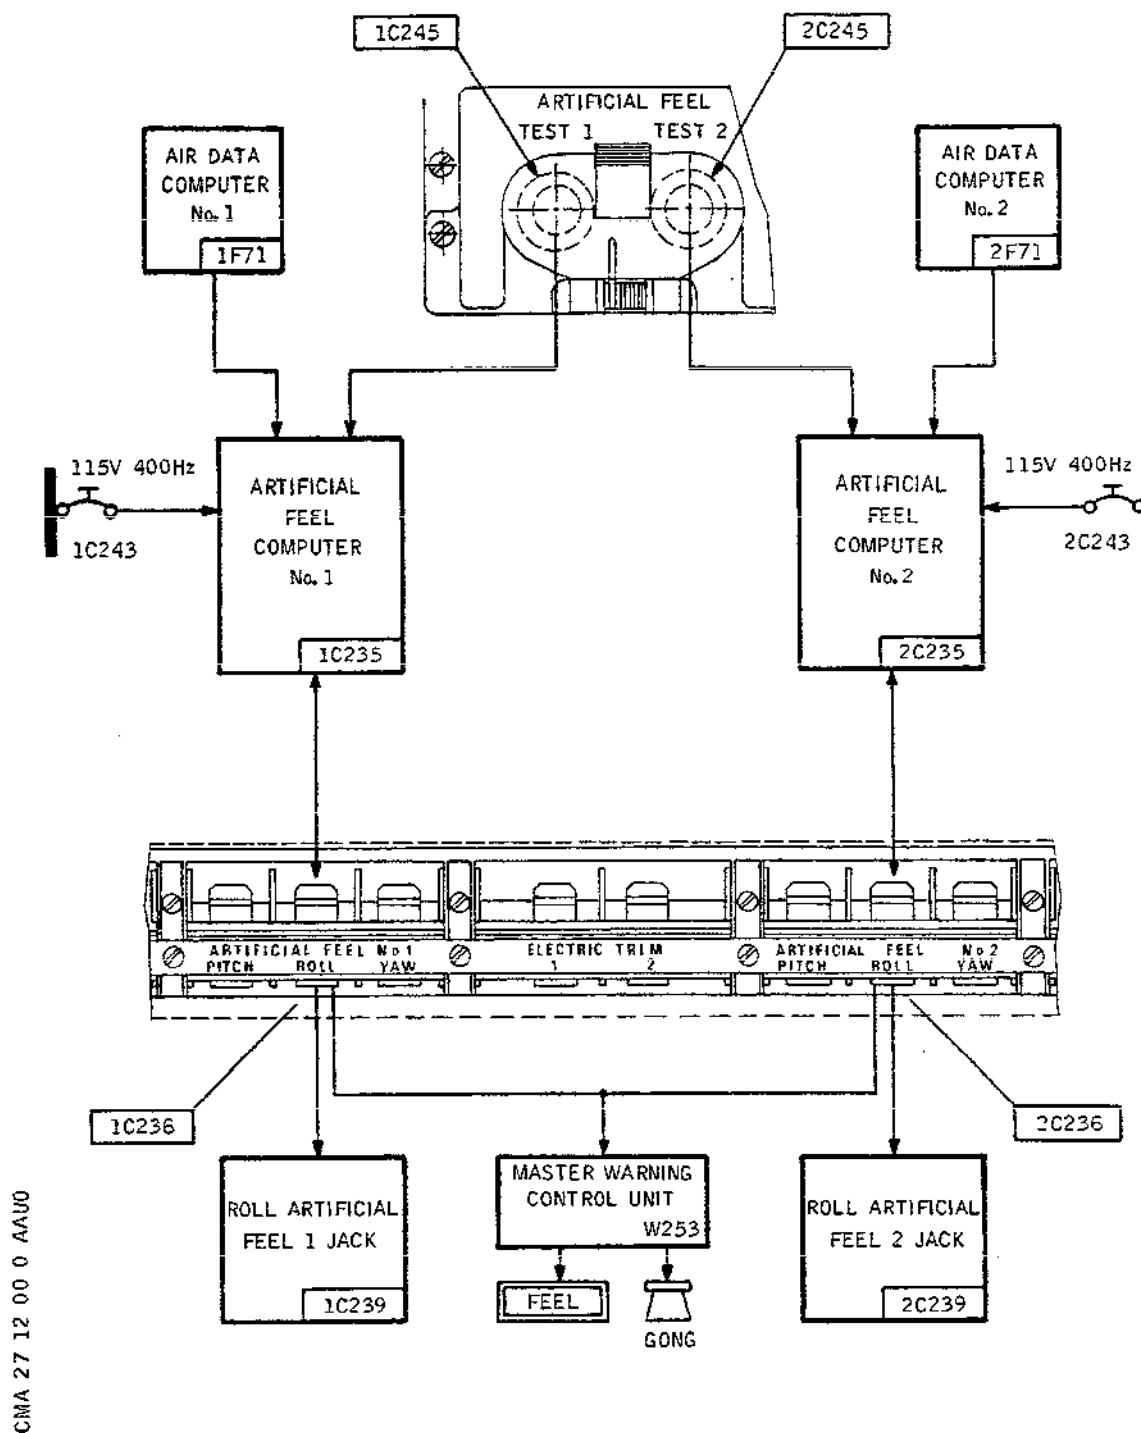 1C245
2C245
ARTIFICIAL FEEL
TEST 1 TEST 2
AIR DATA
COMPUTER
No.1
1F71
AIR DATA
COMPUTER
No.2
2F71
115V 400Hz
1C243
ARTIFICIAL
FEEL
COMPUTER
No.1
1C235
ARTIFICIAL
FEEL
COMPUTER
No.2
2C235
115V 400Hz
2C243
ARTIFICIAL FEEL No1
PITCH ROLL YAW
ELECTRIC TRIM
1 2
ARTIFICIAL FEEL No2
PITCH ROLL YAW
1C236
2C236
ROLL ARTIFICIAL
FEEL 1 JACK
1C239
MASTER WARNING
CONTROL UNIT
W253
FEEL
GONG
ROLL ARTIFICIAL
FEEL 2 JACK
2C239
CMA 27 12 00 0 AAU0